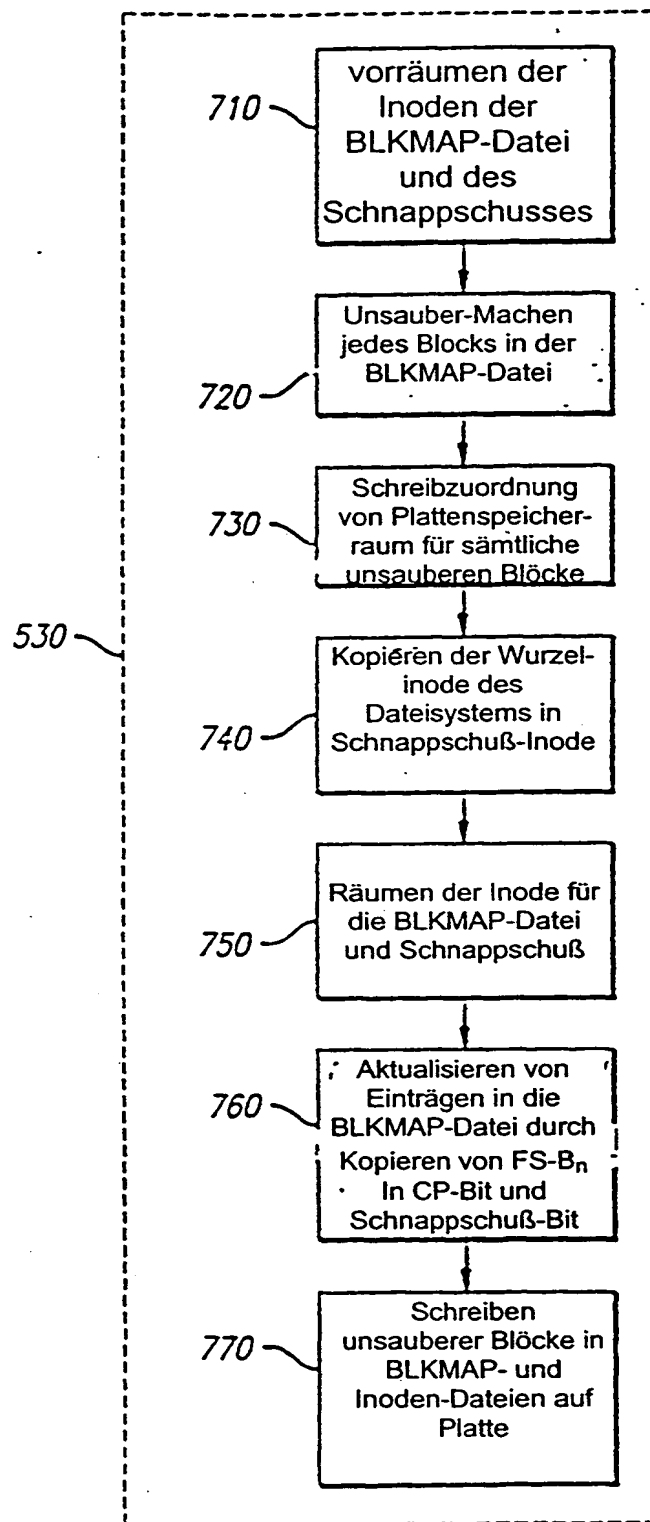 710
vorräumen der
Inoden der
BLKMAP-Datei
und des
Schnappschusses
720
Unsauber-Machen
jedes Blocks in der
BLKMAP-Datei
730
Schreibzuordnung
von Plattenspeicher-
raum für sämtliche
unsauberen Blöcke
530
740
Kopieren der Wurzel-
inode des
Dateisystems in
Schnappschuß-Inode
750
Räumen der Inode für
die BLKMAP-Datei
und Schnappschuß
760
Aktualisieren von
Einträgen in die
BLKMAP-Datei durch
Kopieren von FS-Bn
In CP-Bit und
Schnappschuß-Bit
770
Schreiben
unsauberer Blöcke in
BLKMAP- und
Inoden-Dateien auf
Platte